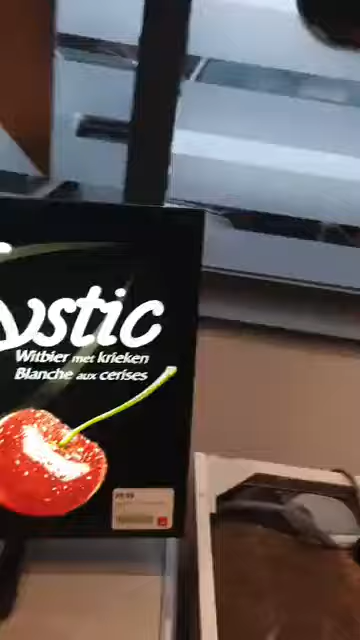 ystic
Witbier met krieken
Blanche aux cerises